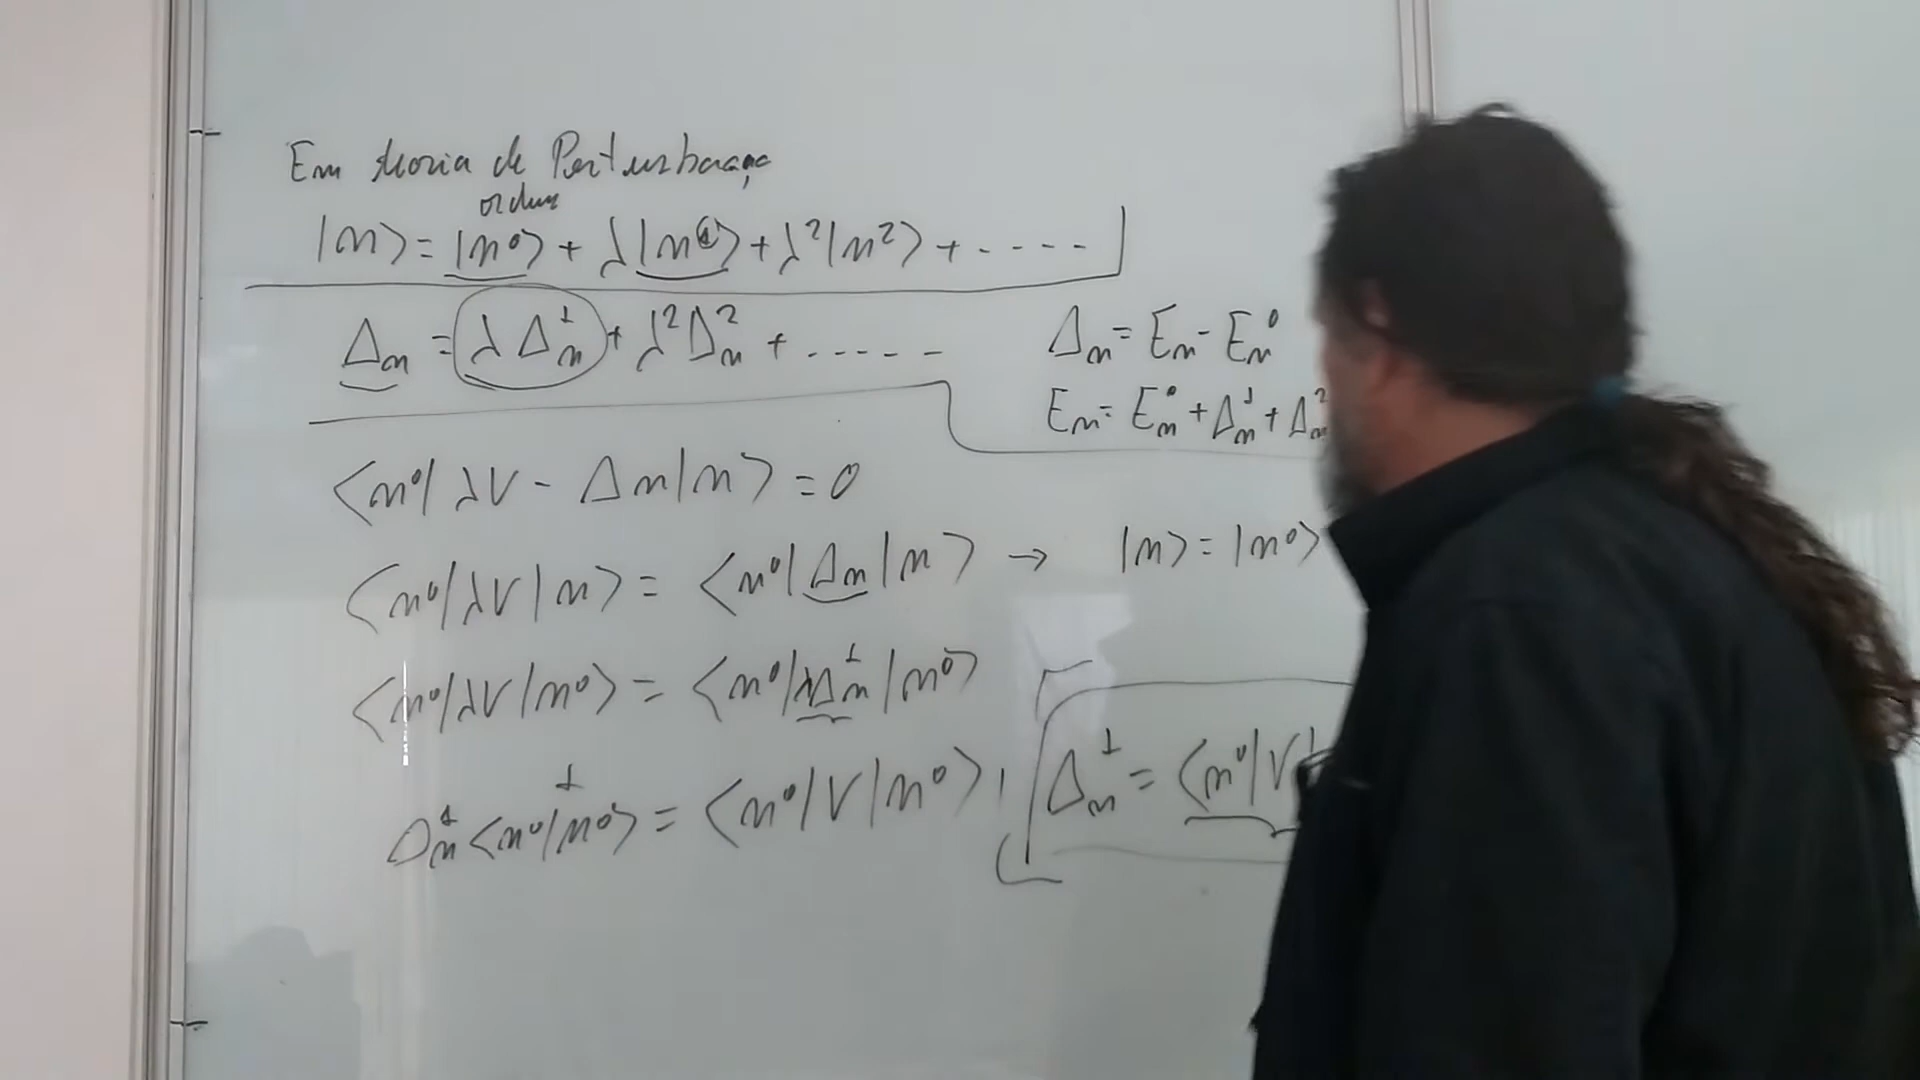 Em teoria de Perturbação
ordem
|n⟩ = |n⁰⟩ + λ|n¹⟩ + λ²|n²⟩ + ....
Δn = λΔn¹ + λ²Δn² + .....
Δn = En - En⁰
En = En⁰ + Δn¹ + Δn²
⟨n⁰|λV - Δn|n⟩ = 0
⟨n⁰|λV|n⟩ = ⟨n⁰|Δn|n⟩ → |n⟩ = |n⁰⟩
⟨n⁰|λV|n⁰⟩ = ⟨n⁰|λΔn¹|n⁰⟩
Δn¹⟨n⁰|n⁰⟩ = ⟨n⁰|V|n⁰⟩, Δn¹ = ⟨n⁰|V|
1